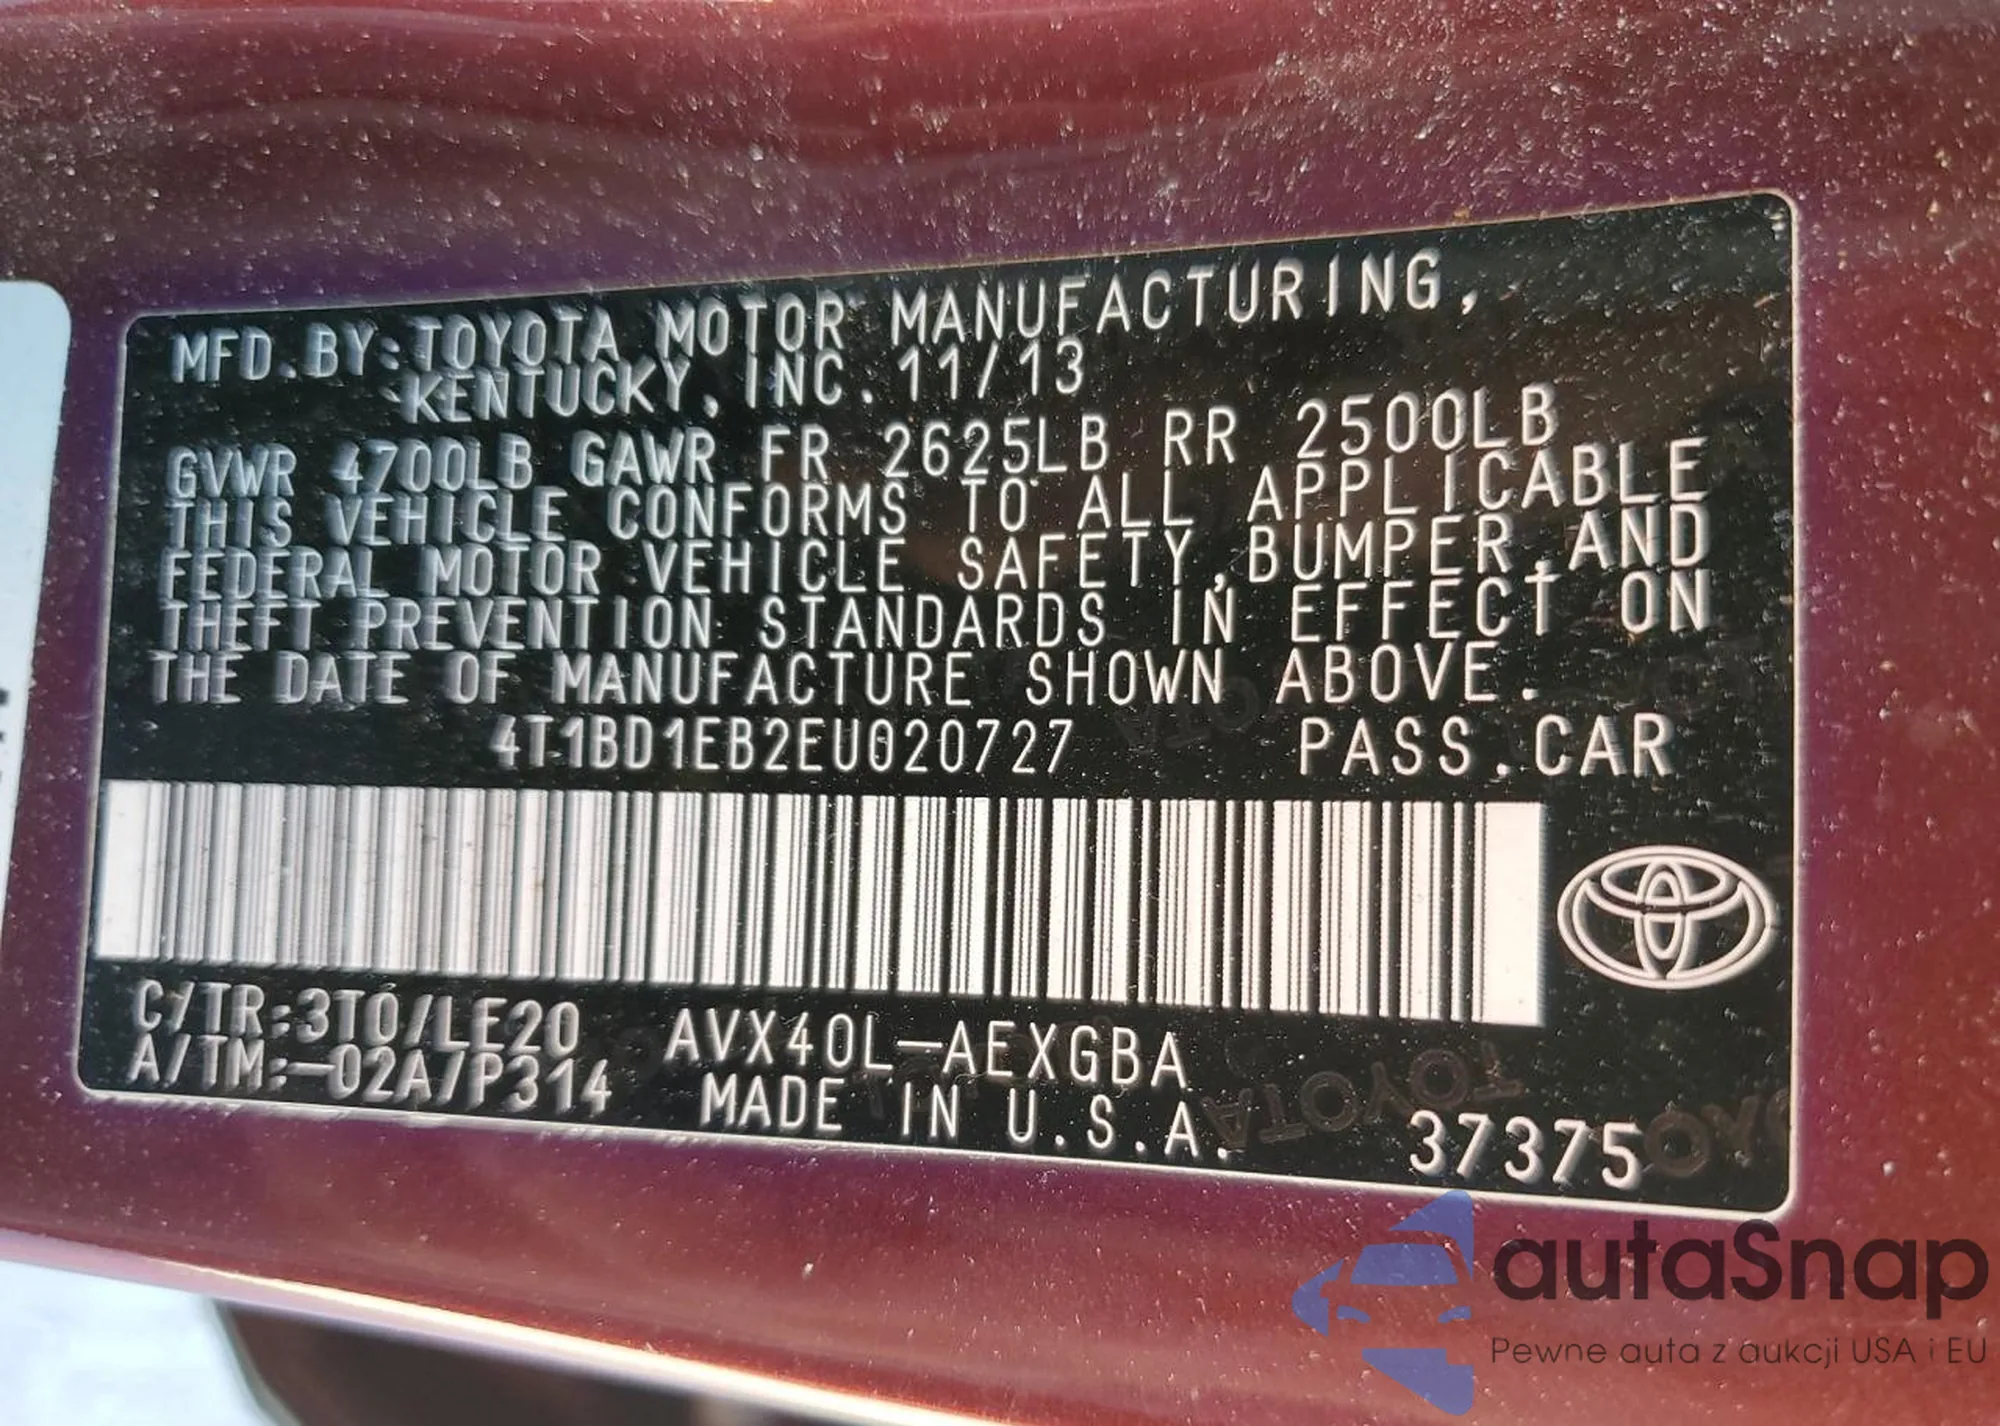 MFD.BY:TOYOTA MOTOR MANUFACTURING,
KENTUCKY, INC. 11/13
GVWR 4700LB GAWR FR 2625LB RR 2500LB
THIS VEHICLE CONFORMS TO ALL APPLICABLE
FEDERAL MOTOR VEHICLE SAFETY,BUMPER,AND
THEFT PREVENTION STANDARDS IN EFFECT ON
THE DATE OF MANUFACTURE SHOWN ABOVE.
4T1BD1EB2EU020727 PASS.CAR
C/TR:3T0/LE20 AVX40L-AEXGBA
A/TM:-02A/P314 MADE IN U.S.A. 37375
TOYOTA
autaSnap
Pewne auta z aukcji USA i EU